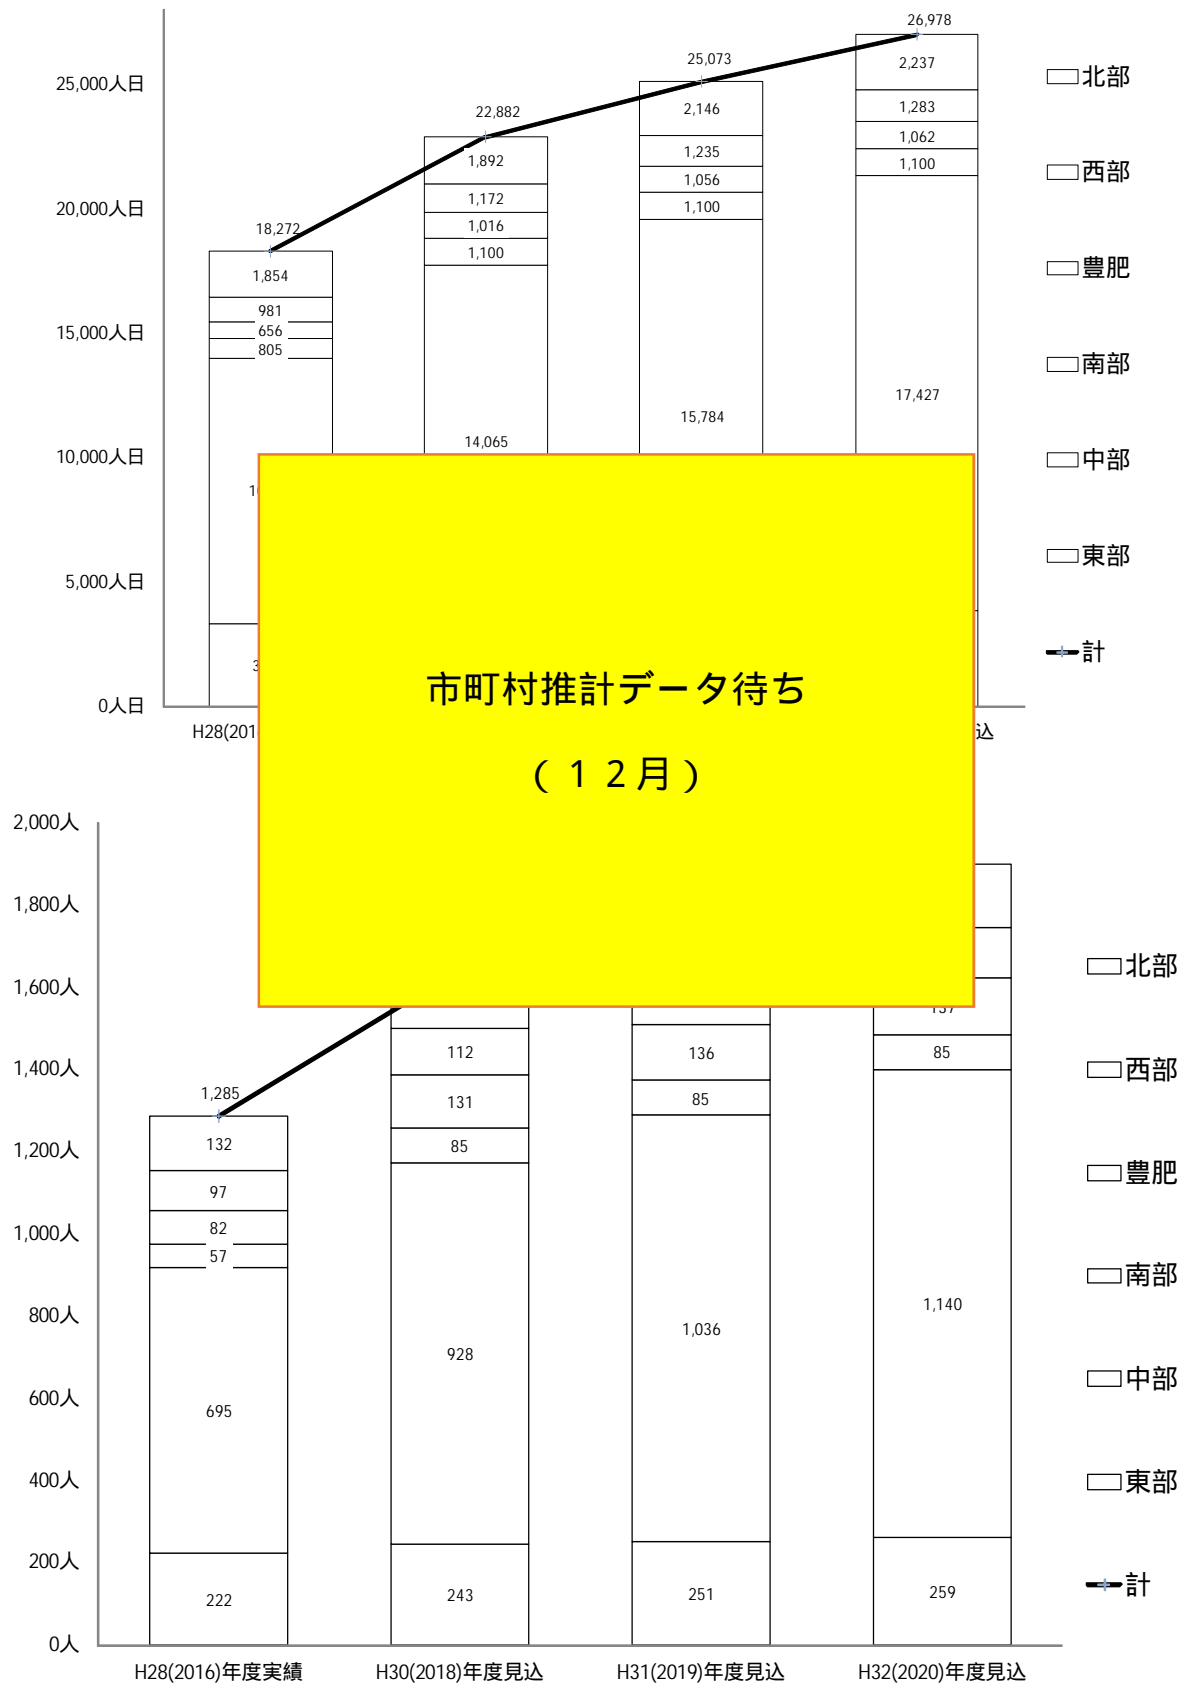 26,978
25,073
22,882
18,272
25,000人日
20,000人日
15,000人日
10,000人日
5,000人日
0人日
1,854
981
656
805
1,892
1,172
1,016
1,100
14,065
2,146
1,235
1,056
1,100
15,784
2,237
1,283
1,062
1,100
17,427
H28(201
込
北部
西部
豊肥
南部
中部
東部
計
市町村推計データ待ち
(１２月)
2,000人
1,800人
1,600人
1,400人
1,200人
1,000人
800人
600人
400人
200人
0人
1,285
132
97
82
57
695
222
112
131
85
928
243
136
85
1,036
251
137
85
1,140
259
H28(2016)年度実績
H30(2018)年度見込
H31(2019)年度見込
H32(2020)年度見込
北部
西部
豊肥
南部
中部
東部
計